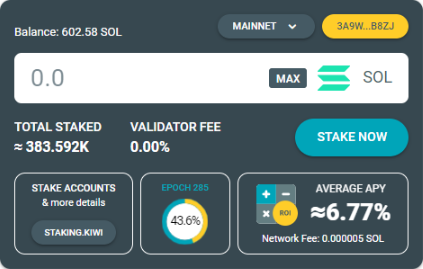 Balance: 602.58 SOL
MAINNET
3A9W...B8ZJ
0.0
MAX
SOL
TOTAL STAKED
≈ 383.592K
VALIDATOR FEE
0.00%
STAKE NOW
STAKE ACCOUNTS
& more details
STAKING.KIWI
EPOCH 285
43.6%
ROI
AVERAGE APY
≈6.77%
Network Fee: 0.000005 SOL